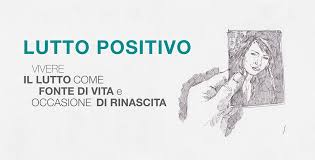 LUTTO POSITIVO
VIVERE
IL LUTTO COME
FONTE DI VITA e
OCCASIONE DI RINASCITA